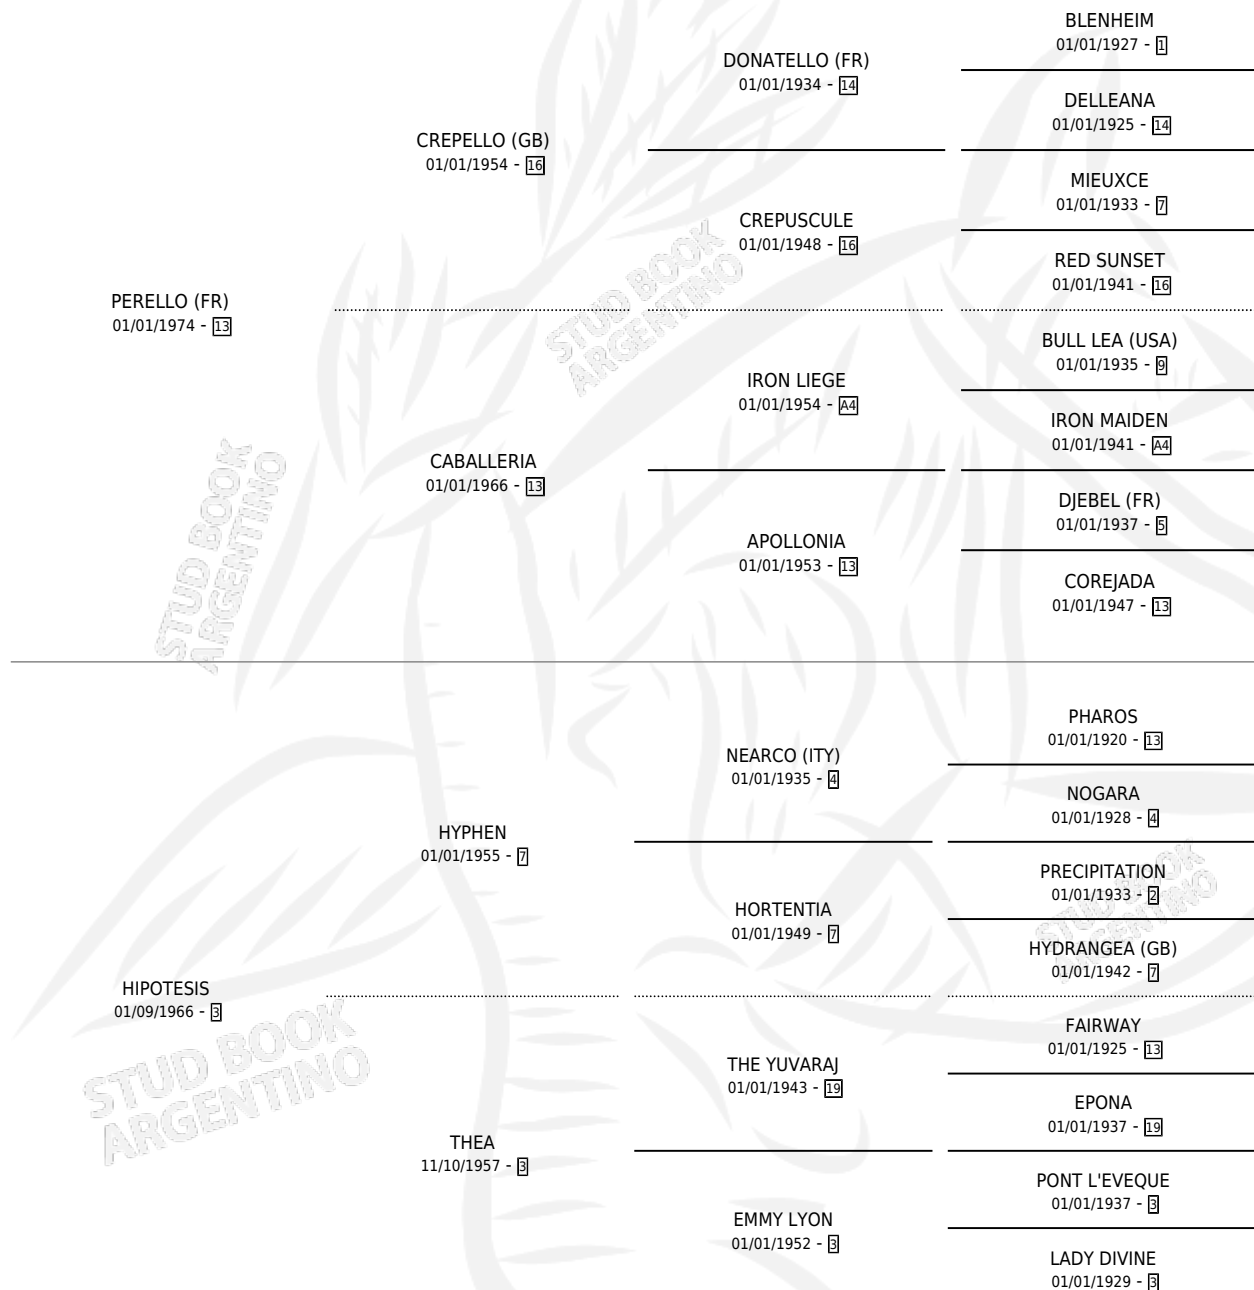 BLENHEIM
01/01/1927 - 1
DONATELLO (FR)
01/01/1934 - 14
DELLEANA
01/01/1925 - 14
CREPELLO (GB)
01/01/1954 - 16
MIEUXCE
01/01/1933 - 7
CREPUSCULE
01/01/1948 - 16
RED SUNSET
01/01/1941 - 16
PERELLO (FR)
01/01/1974 - 13
STUD BOOK
ARGENTINO
BULL LEA (USA)
01/01/1935 - 9
IRON LIEGE
01/01/1954 - A4
IRON MAIDEN
01/01/1941 - A4
CABALLERIA
01/01/1966 - 13
DJEBEL (FR)
01/01/1937 - 5
APOLLONIA
01/01/1953 - 13
COREJADA
01/01/1947 - 13
STUD BOOK
ARGENTINO
PHAROS
01/01/1920 - 13
NEARCO (ITY)
01/01/1935 - 4
NOGARA
01/01/1928 - 4
HYPHEN
01/01/1955 - 7
PRECIPITATION
01/01/1933 - 2
HORTENTIA
01/01/1949 - 7
HYDRANGEA (GB)
01/01/1942 - 7
STUD BOOK
ARGENTINO
HIPOTESIS
01/09/1966 - 3
FAIRWAY
01/01/1925 - 13
THE YUVARAJ
01/01/1943 - 19
EPONA
01/01/1937 - 19
STUD BOOK
ARGENTINO
THEA
11/10/1957 - 3
PONT L'EVEQUE
01/01/1937 - 3
EMMY LYON
01/01/1952 - 3
LADY DIVINE
01/01/1929 - 3